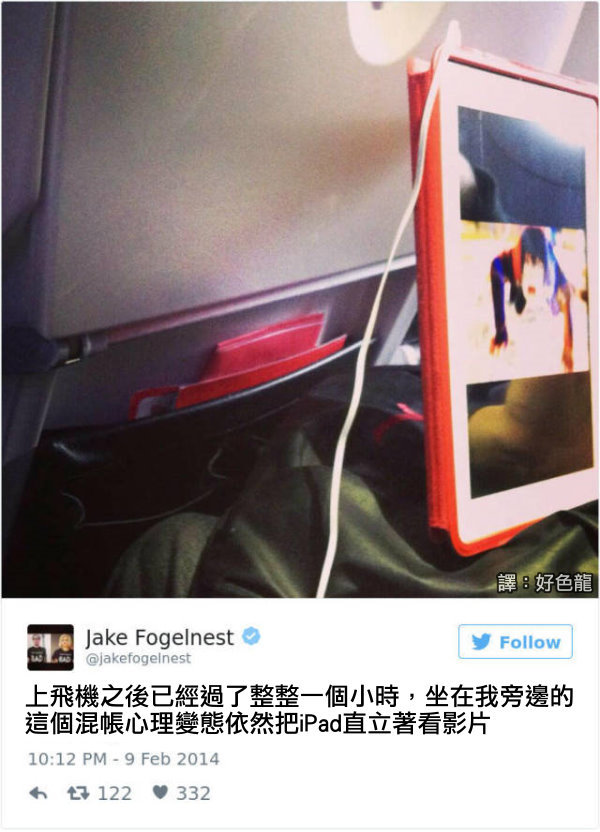 譯：好色龍
Jake Fogelnest
@jakefogelnest
Follow
上飛機之後已經過了整整一個小時，坐在我旁邊的
這個混帳心理變態依然把iPad直立著看影片
10:12 PM - 9 Feb 2014
122 332